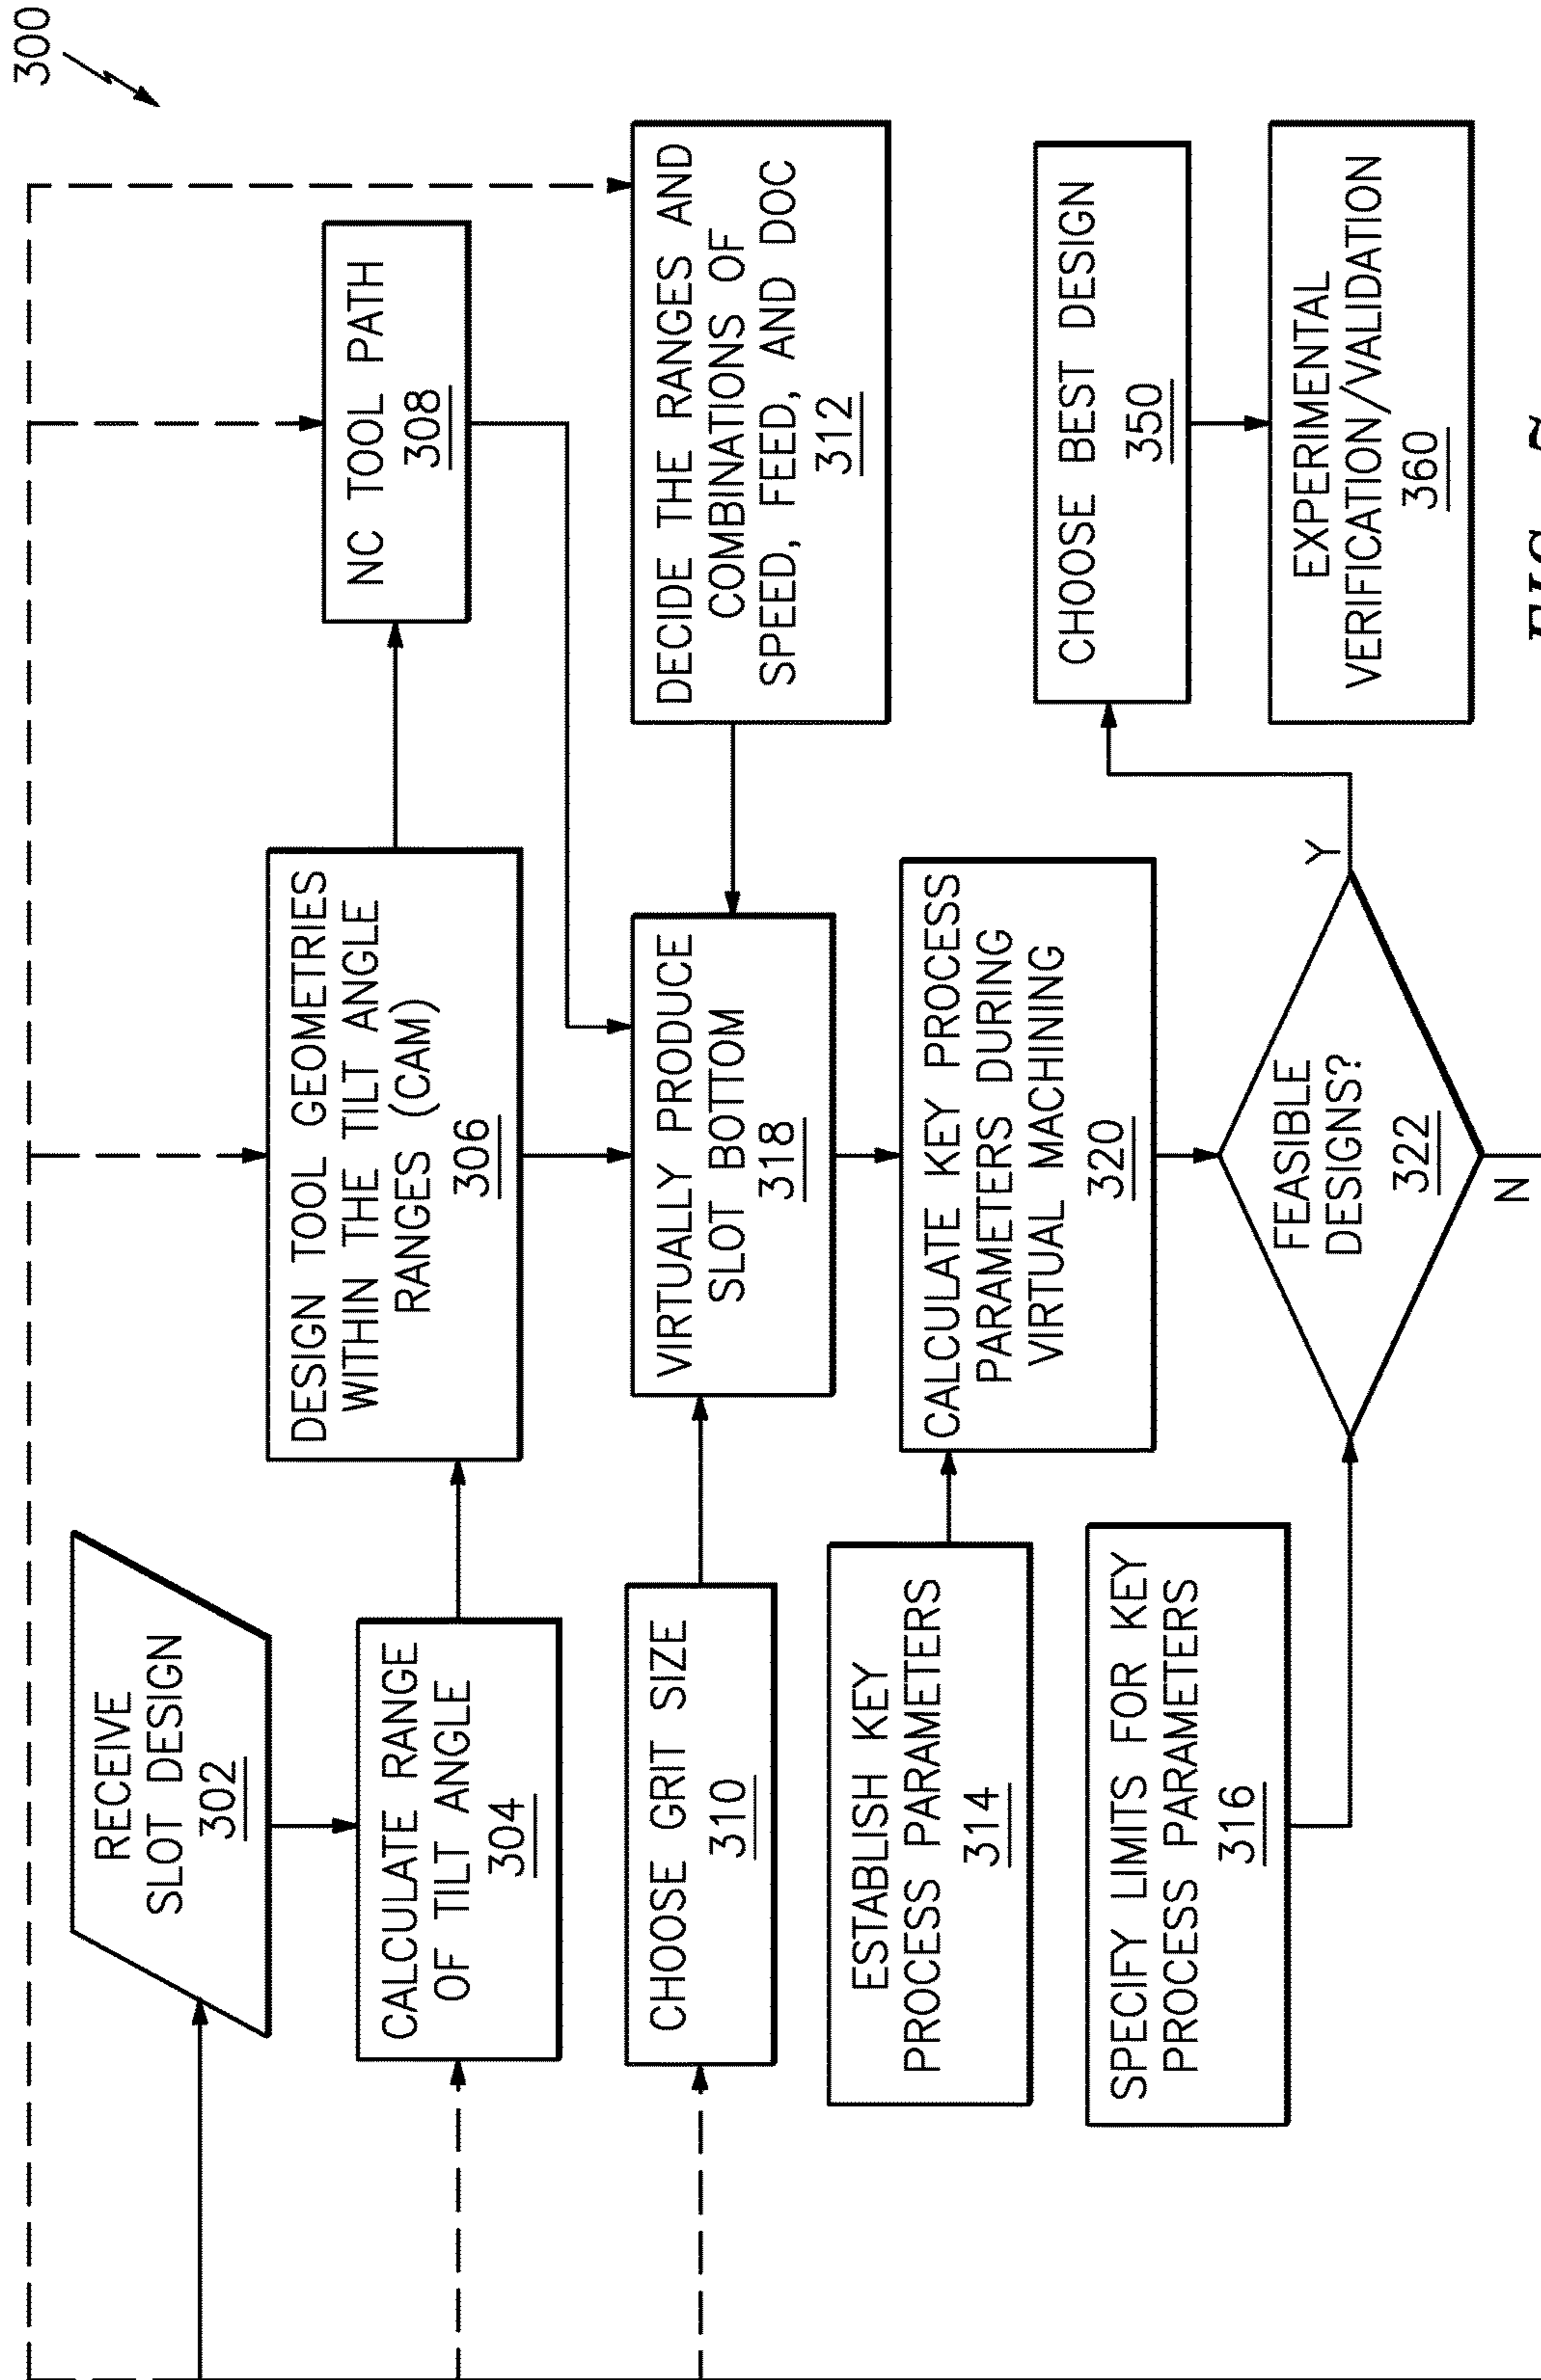 300
RECEIVE
SLOT DESIGN
302
CALCULATE RANGE
OF TILT ANGLE
304
DESIGN TOOL GEOMETRIES
WITHIN THE TILT ANGLE
RANGES (CAM)
306
NC TOOL PATH
308
CHOOSE GRIT SIZE
310
VIRTUALLY PRODUCE
SLOT BOTTOM
318
DECIDE THE RANGES AND
COMBINATIONS OF
SPEED, FEED, AND DOC
312
ESTABLISH KEY
PROCESS PARAMETERS
314
CALCULATE KEY PROCESS
PARAMETERS DURING
VIRTUAL MACHINING
320
SPECIFY LIMITS FOR KEY
PROCESS PARAMETERS
316
FEASIBLE
DESIGNS?
322
Y
N
CHOOSE BEST DESIGN
350
EXPERIMENTAL
VERIFICATION/VALIDATION
360